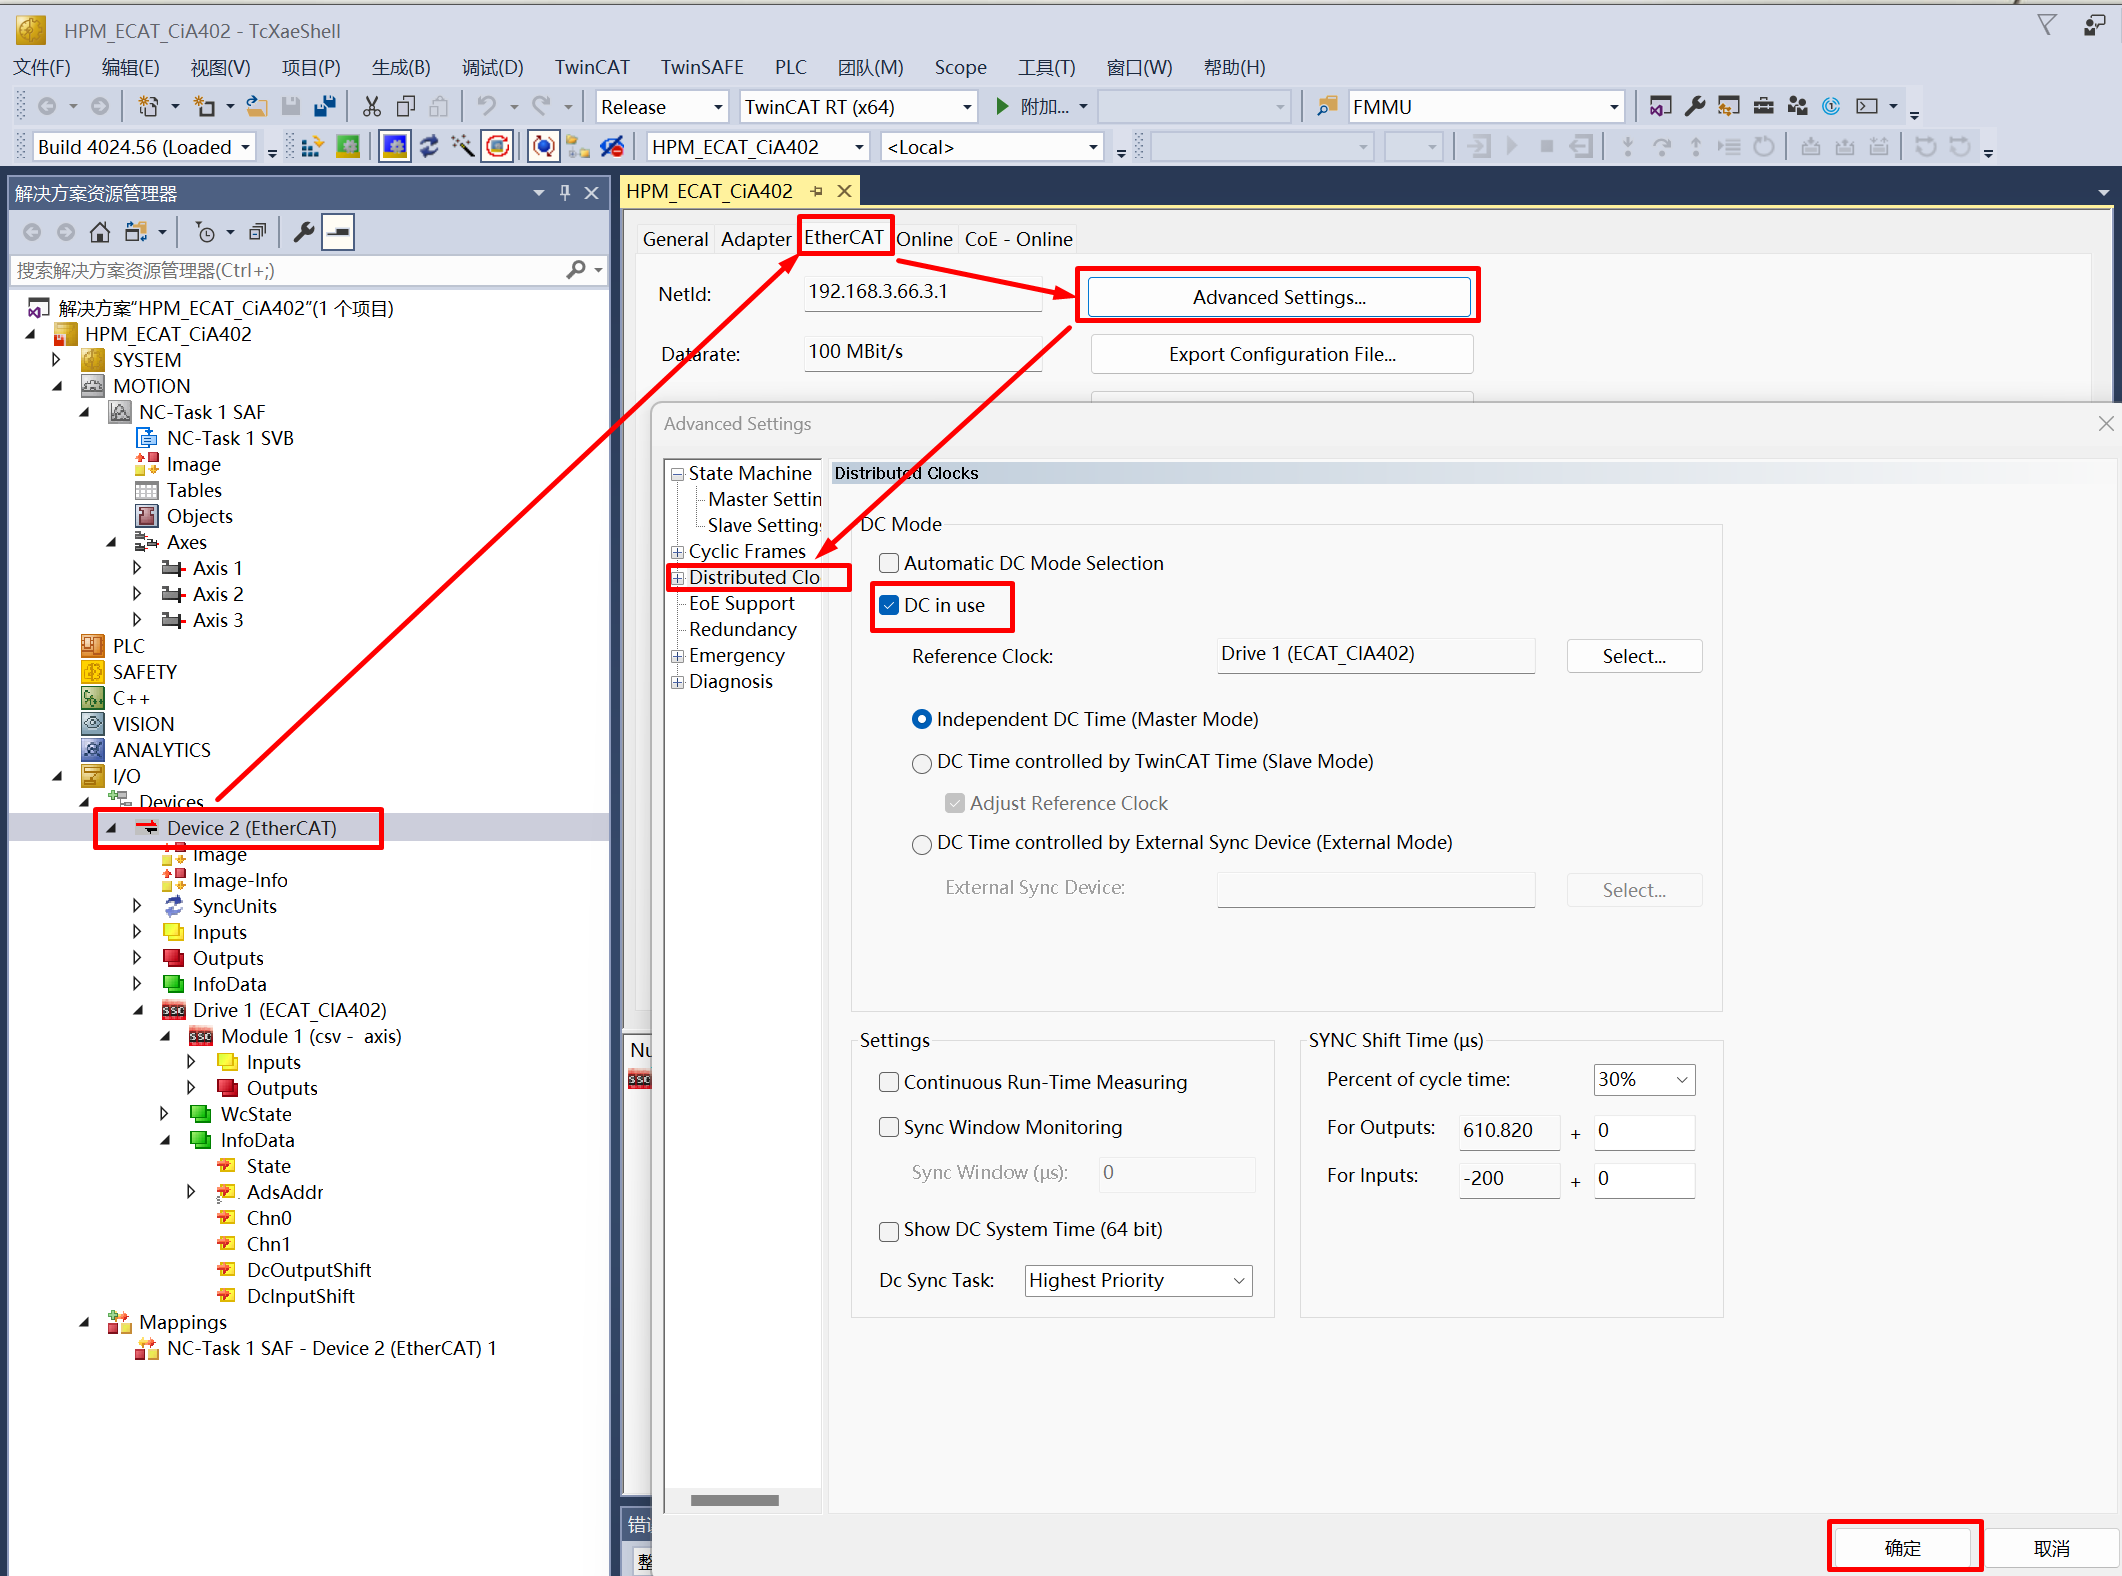 HPM_ECAT_CiA402 - TcXaeShell
文件(F) 编辑(E) 视图(V) 项目(P) 生成(B) 调试(D) TwinCAT TwinSAFE PLC 团队(M) Scope 工具(T) 窗口(W) 帮助(H)
Release TwinCAT RT (x64) 附加... FMMU
Build 4024.56 (Loaded HPM_ECAT_CiA402 <Local>
解决方案资源管理器
搜索解决方案资源管理器(Ctrl+;)
解决方案“HPM_ECAT_CiA402”(1 个项目)
HPM_ECAT_CiA402
SYSTEM
MOTION
NC-Task 1 SAF
NC-Task 1 SVB
Image
Tables
Objects
Axes
Axis 1
Axis 2
Axis 3
PLC
SAFETY
C++
VISION
ANALYTICS
I/O
Devices
Device 2 (EtherCAT)
Image
Image-Info
SyncUnits
Inputs
Outputs
InfoData
Drive 1 (ECAT_CIA402)
Module 1 (csv - axis)
Inputs
Outputs
WcState
InfoData
State
AdsAddr
Chn0
Chn1
DcOutputShift
DcInputShift
Mappings
NC-Task 1 SAF - Device 2 (EtherCAT) 1
HPM_ECAT_CiA402
General Adapter EtherCAT Online CoE - Online
NetId: 192.168.3.66.3.1 Advanced Settings...
Datarate: 100 MBit/s Export Configuration File...
Advanced Settings
State Machine
Master Settin
Slave Setting
Cyclic Frames
Distributed Clo
EoE Support
Redundancy
Emergency
Diagnosis
Distributed Clocks
DC Mode
Automatic DC Mode Selection
DC in use
Reference Clock: Drive 1 (ECAT_CIA402) Select...
Independent DC Time (Master Mode)
DC Time controlled by TwinCAT Time (Slave Mode)
Adjust Reference Clock
DC Time controlled by External Sync Device (External Mode)
External Sync Device: Select...
Settings
Continuous Run-Time Measuring
Sync Window Monitoring
Sync Window (µs): 0
Show DC System Time (64 bit)
Dc Sync Task: Highest Priority
SYNC Shift Time (µs)
Percent of cycle time: 30%
For Outputs: 610.820 + 0
For Inputs: -200 + 0
确定 取消
Nu
错
整